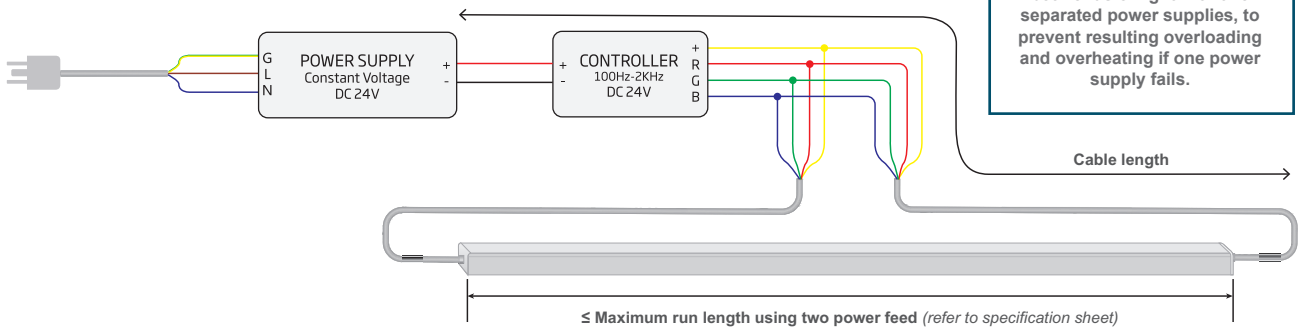 separated power supplies, to
prevent resulting overloading
and overheating if one power
supply fails.
G
L
N
POWER SUPPLY
Constant Voltage
DC 24V
+
-
+
-
CONTROLLER
100Hz-2KHz
DC 24V
+
R
G
B
Cable length
≤ Maximum run length using two power feed (refer to specification sheet)